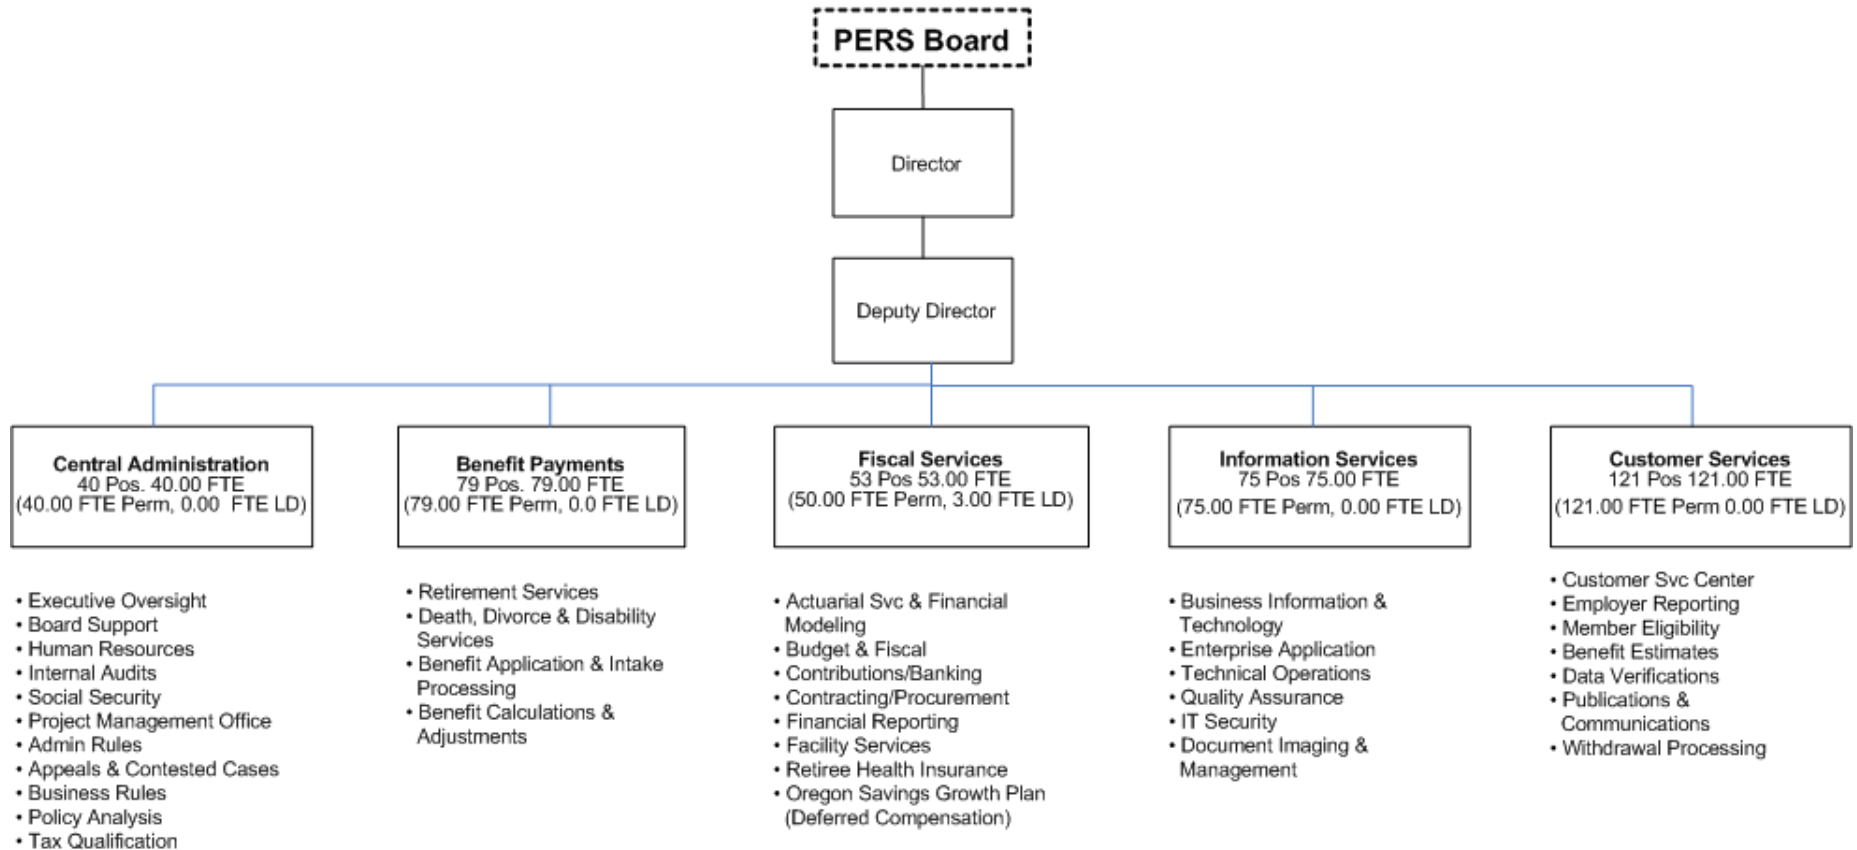 PERS Board
Director
Deputy Director
Central Administration
40 Pos. 40.00 FTE
(40.00 FTE Perm, 0.00 FTE LD)
• Executive Oversight
• Board Support
• Human Resources
• Internal Audits
• Social Security
• Project Management Office
• Admin Rules
• Appeals & Contested Cases
• Business Rules
• Policy Analysis
• Tax Qualification
Benefit Payments
79 Pos. 79.00 FTE
(79.00 FTE Perm, 0.0 FTE LD)
• Retirement Services
• Death, Divorce & Disability
Services
• Benefit Application & Intake
Processing
• Benefit Calculations &
Adjustments
Fiscal Services
53 Pos 53.00 FTE
(50.00 FTE Perm, 3.00 FTE LD)
• Actuarial Svc & Financial
Modeling
• Budget & Fiscal
• Contributions/Banking
• Contracting/Procurement
• Financial Reporting
• Facility Services
• Retiree Health Insurance
• Oregon Savings Growth Plan
(Deferred Compensation)
Information Services
75 Pos 75.00 FTE
(75.00 FTE Perm, 0.00 FTE LD)
• Business Information &
Technology
• Enterprise Application
• Technical Operations
• Quality Assurance
• IT Security
• Document Imaging &
Management
Customer Services
121 Pos 121.00 FTE
(121.00 FTE Perm 0.00 FTE LD)
• Customer Svc Center
• Employer Reporting
• Member Eligibility
• Benefit Estimates
• Data Verifications
• Publications &
Communications
• Withdrawal Processing